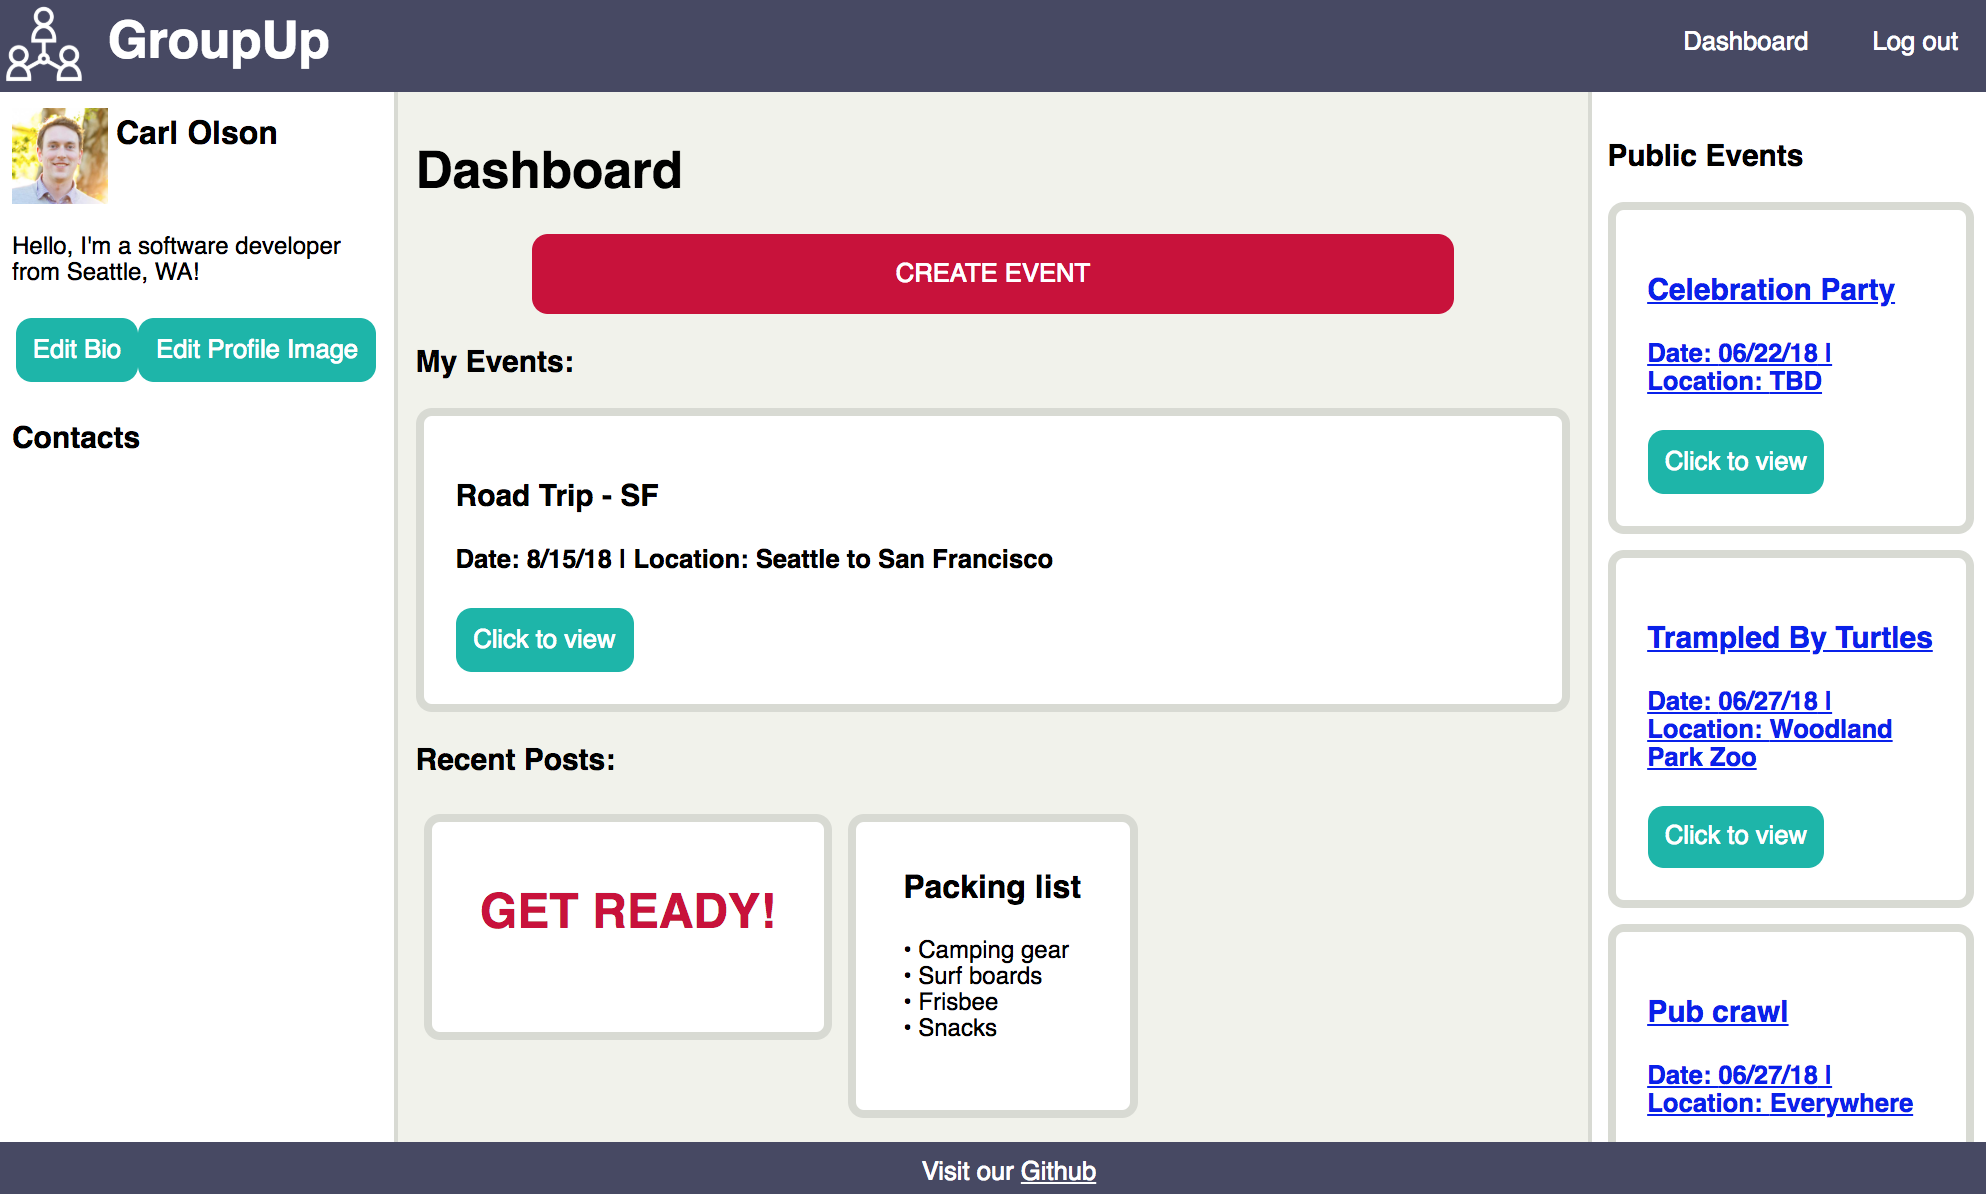 GroupUp
Dashboard
Log out
Carl Olson
Hello, I'm a software developer
from Seattle, WA!
Edit Bio
Edit Profile Image
Contacts
Dashboard
CREATE EVENT
My Events:
Road Trip - SF
Date: 8/15/18 | Location: Seattle to San Francisco
Click to view
Recent Posts:
GET READY!
Packing list
• Camping gear
• Surf boards
• Frisbee
• Snacks
Public Events
Celebration Party
Date: 06/22/18 |
Location: TBD
Click to view
Trampled By Turtles
Date: 06/27/18 |
Location: Woodland
Park Zoo
Click to view
Pub crawl
Date: 06/27/18 |
Location: Everywhere
Visit our Github